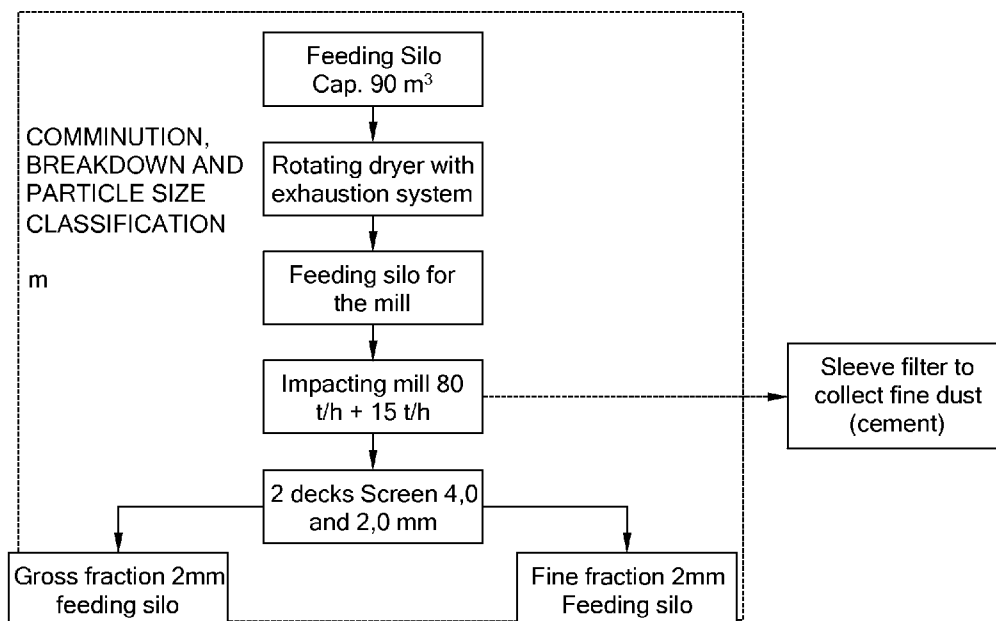 Feeding Silo
Cap. 90 m³
COMMINUTION,
BREAKDOWN AND
PARTICLE SIZE
CLASSIFICATION
m
Rotating dryer with
exhaustion system
Feeding silo for
the mill
Impacting mill 80
t/h + 15 t/h
Sleeve filter to
collect fine dust
(cement)
2 decks Screen 4,0
and 2,0 mm
Gross fraction 2mm
feeding silo
Fine fraction 2mm
Feeding silo